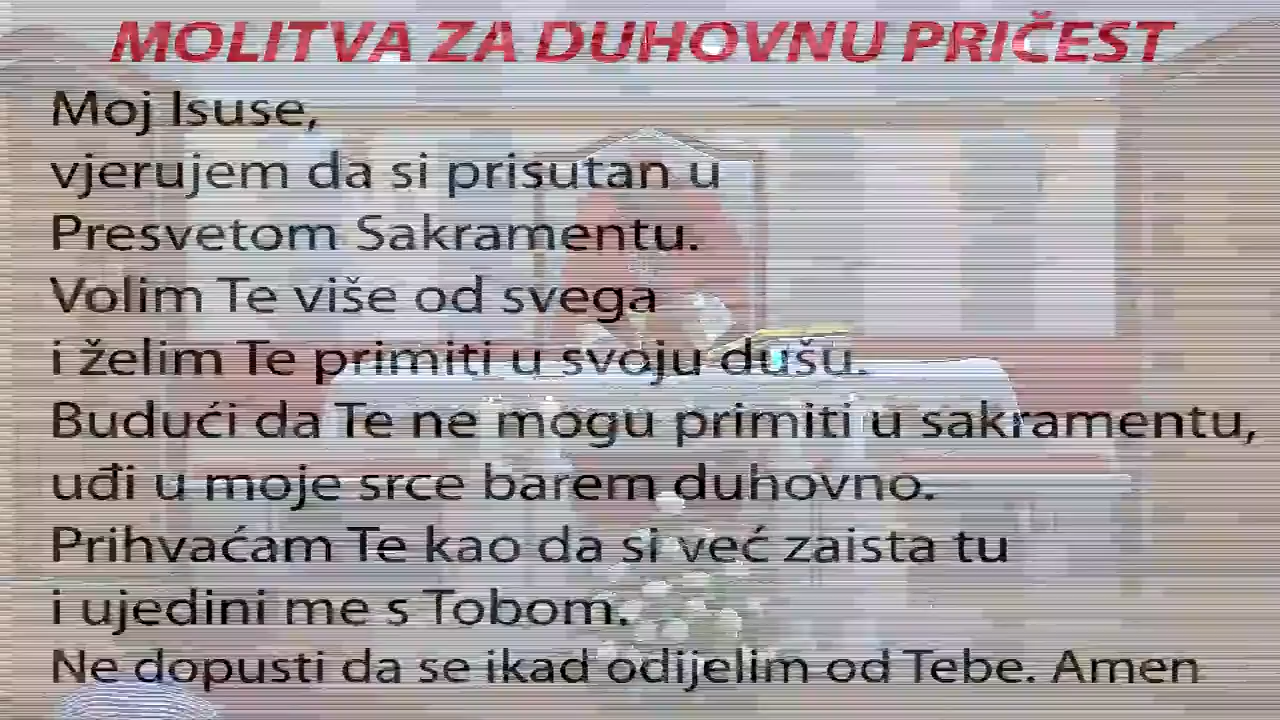 MOLITVA ZA DUHOVNU PRIČEST
Moj Isuse,
vjerujem da si prisutan u
Presvetom Sakramentu.
Volim Te više od svega
i želim Te primiti u svoju dušu.
Budući da Te ne mogu primiti u sakramentu,
uđi u moje srce barem duhovno.
Prihvaćam Te kao da si već zaista tu
i ujedini me s Tobom.
Ne dopusti da se ikad odijelim od Tebe. Amen